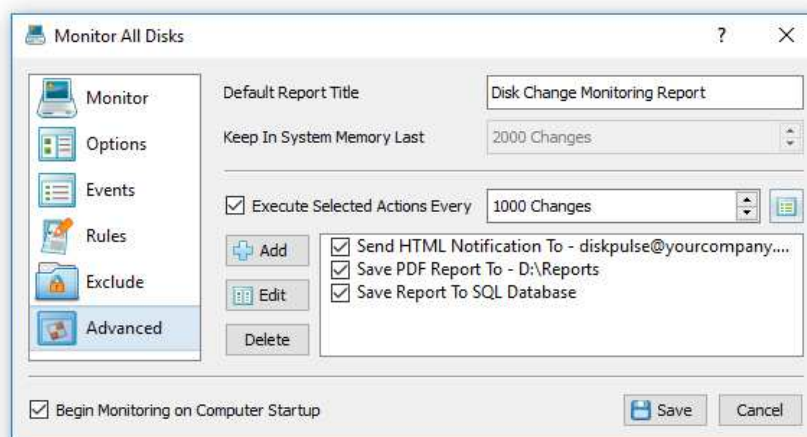 Monitor All Disks
?
Monitor
Options
Events
Rules
Exclude
Advanced
Default Report Title
Disk Change Monitoring Report
Keep In System Memory Last
2000 Changes
Execute Selected Actions Every
1000 Changes
Add
Edit
Delete
Send HTML Notification To - diskpulse@yourcompany....
Save PDF Report To - D:\Reports
Save Report To SQL Database
Begin Monitoring on Computer Startup
Save
Cancel